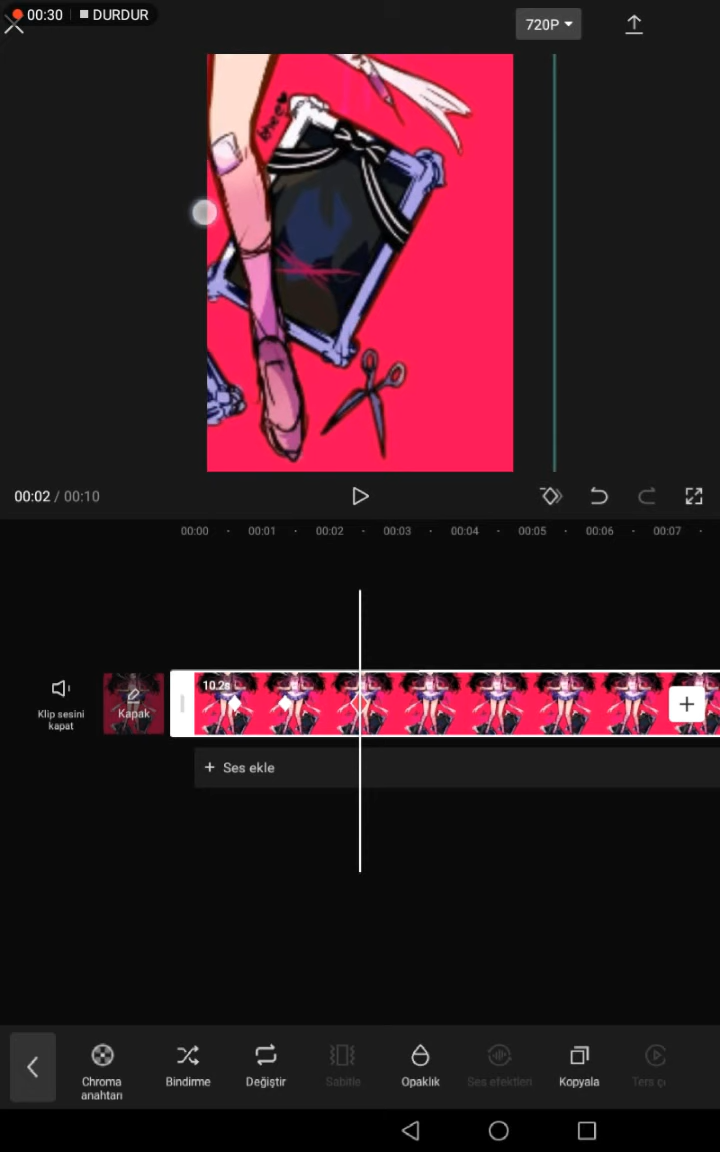 00:30 DURDUR
720P
00:02 / 00:10
00:00 00:01 00:02 00:03 00:04 00:05 00:06 00:07
10.2s
Klip sesini
kapat
Kapak
+ Ses ekle
Chroma
anahtarı
Bindirme
Değiştir
Sabitle
Opaklık
Ses efektleri
Kopyala
Ters çe